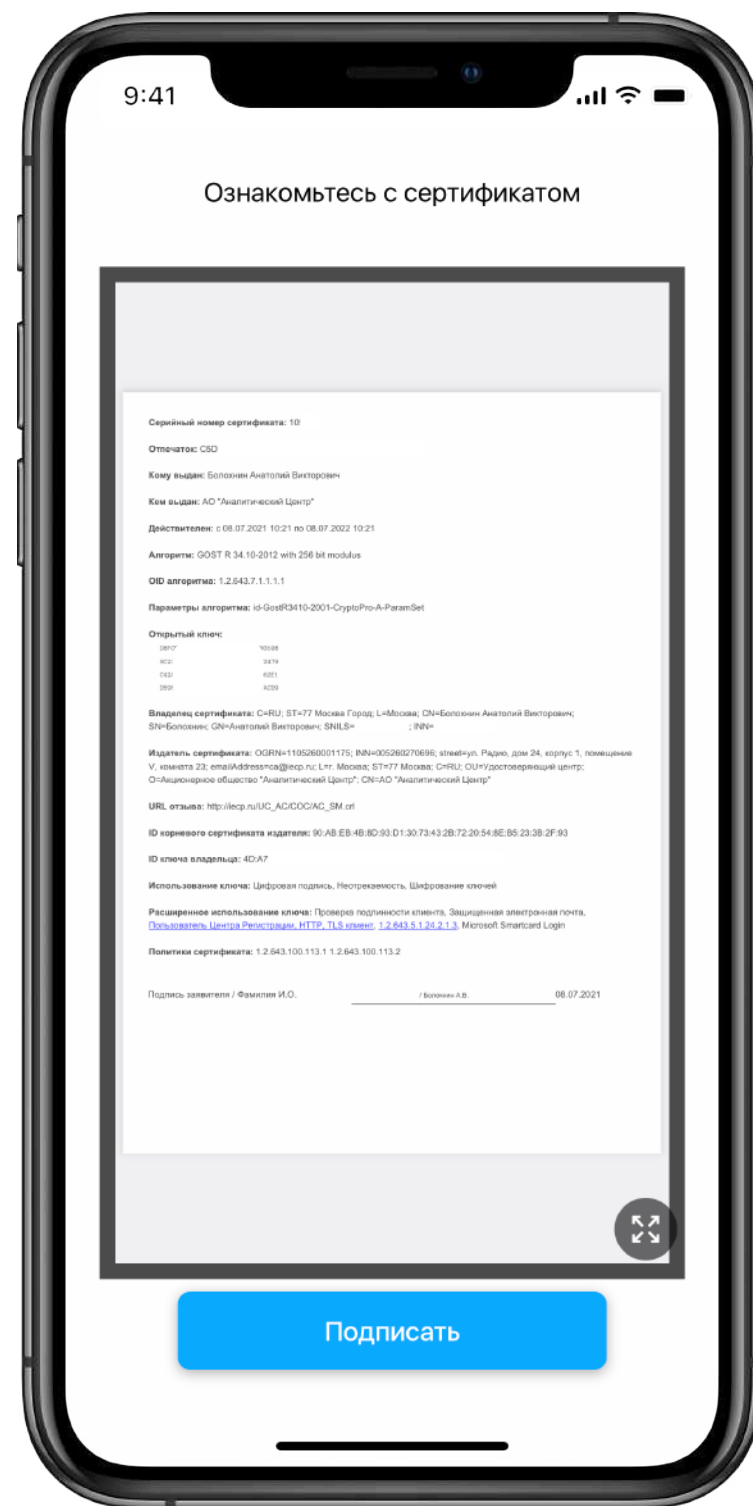 9:41
Ознакомьтесь с сертификатом
Серийный номер сертификата: 10
Отпечаток: C5D
Кому выдан: Болохнин Анатолий Викторович
Кем выдан: АО "Аналитический Центр"
Действителен: с 08.07.2021 10:21 по 08.07.2022 10:21
Алгоритм: GOST R 34.10-2012 with 256 bit modulus
OID алгоритма: 1.2.643.7.1.1.1.1
Параметры алгоритма: id-GostR3410-2001-CryptoPro-A-ParamSet
Открытый ключ:
Владелец сертификата: C=RU; ST=77 Москва Город; L=Москва; CN=Болохнин Анатолий Викторович;
SN=Болохнин; GN=Анатолий Викторович; SNILS= ; INN=
Издатель сертификата: OGRN=1105260001175; INN=005260270696; street=ул. Радио, дом 24, корпус 1, помещение
V, комната 23; emailAddress=ca@iecp.ru; L=г. Москва; ST=77 Москва; C=RU; OU=Удостоверяющий центр;
O=Акционерное общество "Аналитический Центр"; CN=АО "Аналитический Центр"
URL отзыва: http://iecp.ru/UC_AC/COC/AC_SM.crl
ID корневого сертификата издателя: 90:AB:EB:4B:8D:93:D1:30:73:43:2B:72:20:54:8E:B5:23:3B:2F:93
ID ключа владельца: 4D:A7
Использование ключа: Цифровая подпись, Неотрекаемость, Шифрование ключей
Расширенное использование ключа: Проверка подлинности клиента, Защищенная электронная почта,
Пользователь Центра Регистрации, HTTP, TLS клиент, 1.2.643.5.1.24.2.1.3, Microsoft Smartcard Login
Политики сертификата: 1.2.643.100.113.1 1.2.643.100.113.2
Подпись заявителя / Фамилия И.О. / Болохнин А.В. 08.07.2021
Подписать